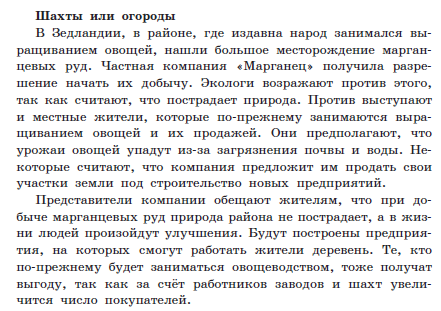 Шахты или огороды
В Зедландии, в районе, где издавна народ занимался вы-
ращиванием овощей, нашли большое месторождение марган-
цевых руд. Частная компания «Марганец» получила разре-
шение начать их добычу. Экологи возражают против этого,
так как считают, что пострадает природа. Против выступают
и местные жители, которые по-прежнему занимаются выра-
щиванием овощей и их продажей. Они предполагают, что
урожаи овощей упадут из-за загрязнения почвы и воды. Не-
которые считают, что компания предложит им продать свои
участки земли под строительство новых предприятий.
Представители компании обещают жителям, что при до-
быче марганцевых руд природа района не пострадает, а в жиз-
ни людей произойдут улучшения. Будут построены предприя-
тия, на которых смогут работать жители деревень. Те, кто
по-прежнему будет заниматься овощеводством, тоже получат
выгоду, так как за счёт работников заводов и шахт увели-
чится число покупателей.